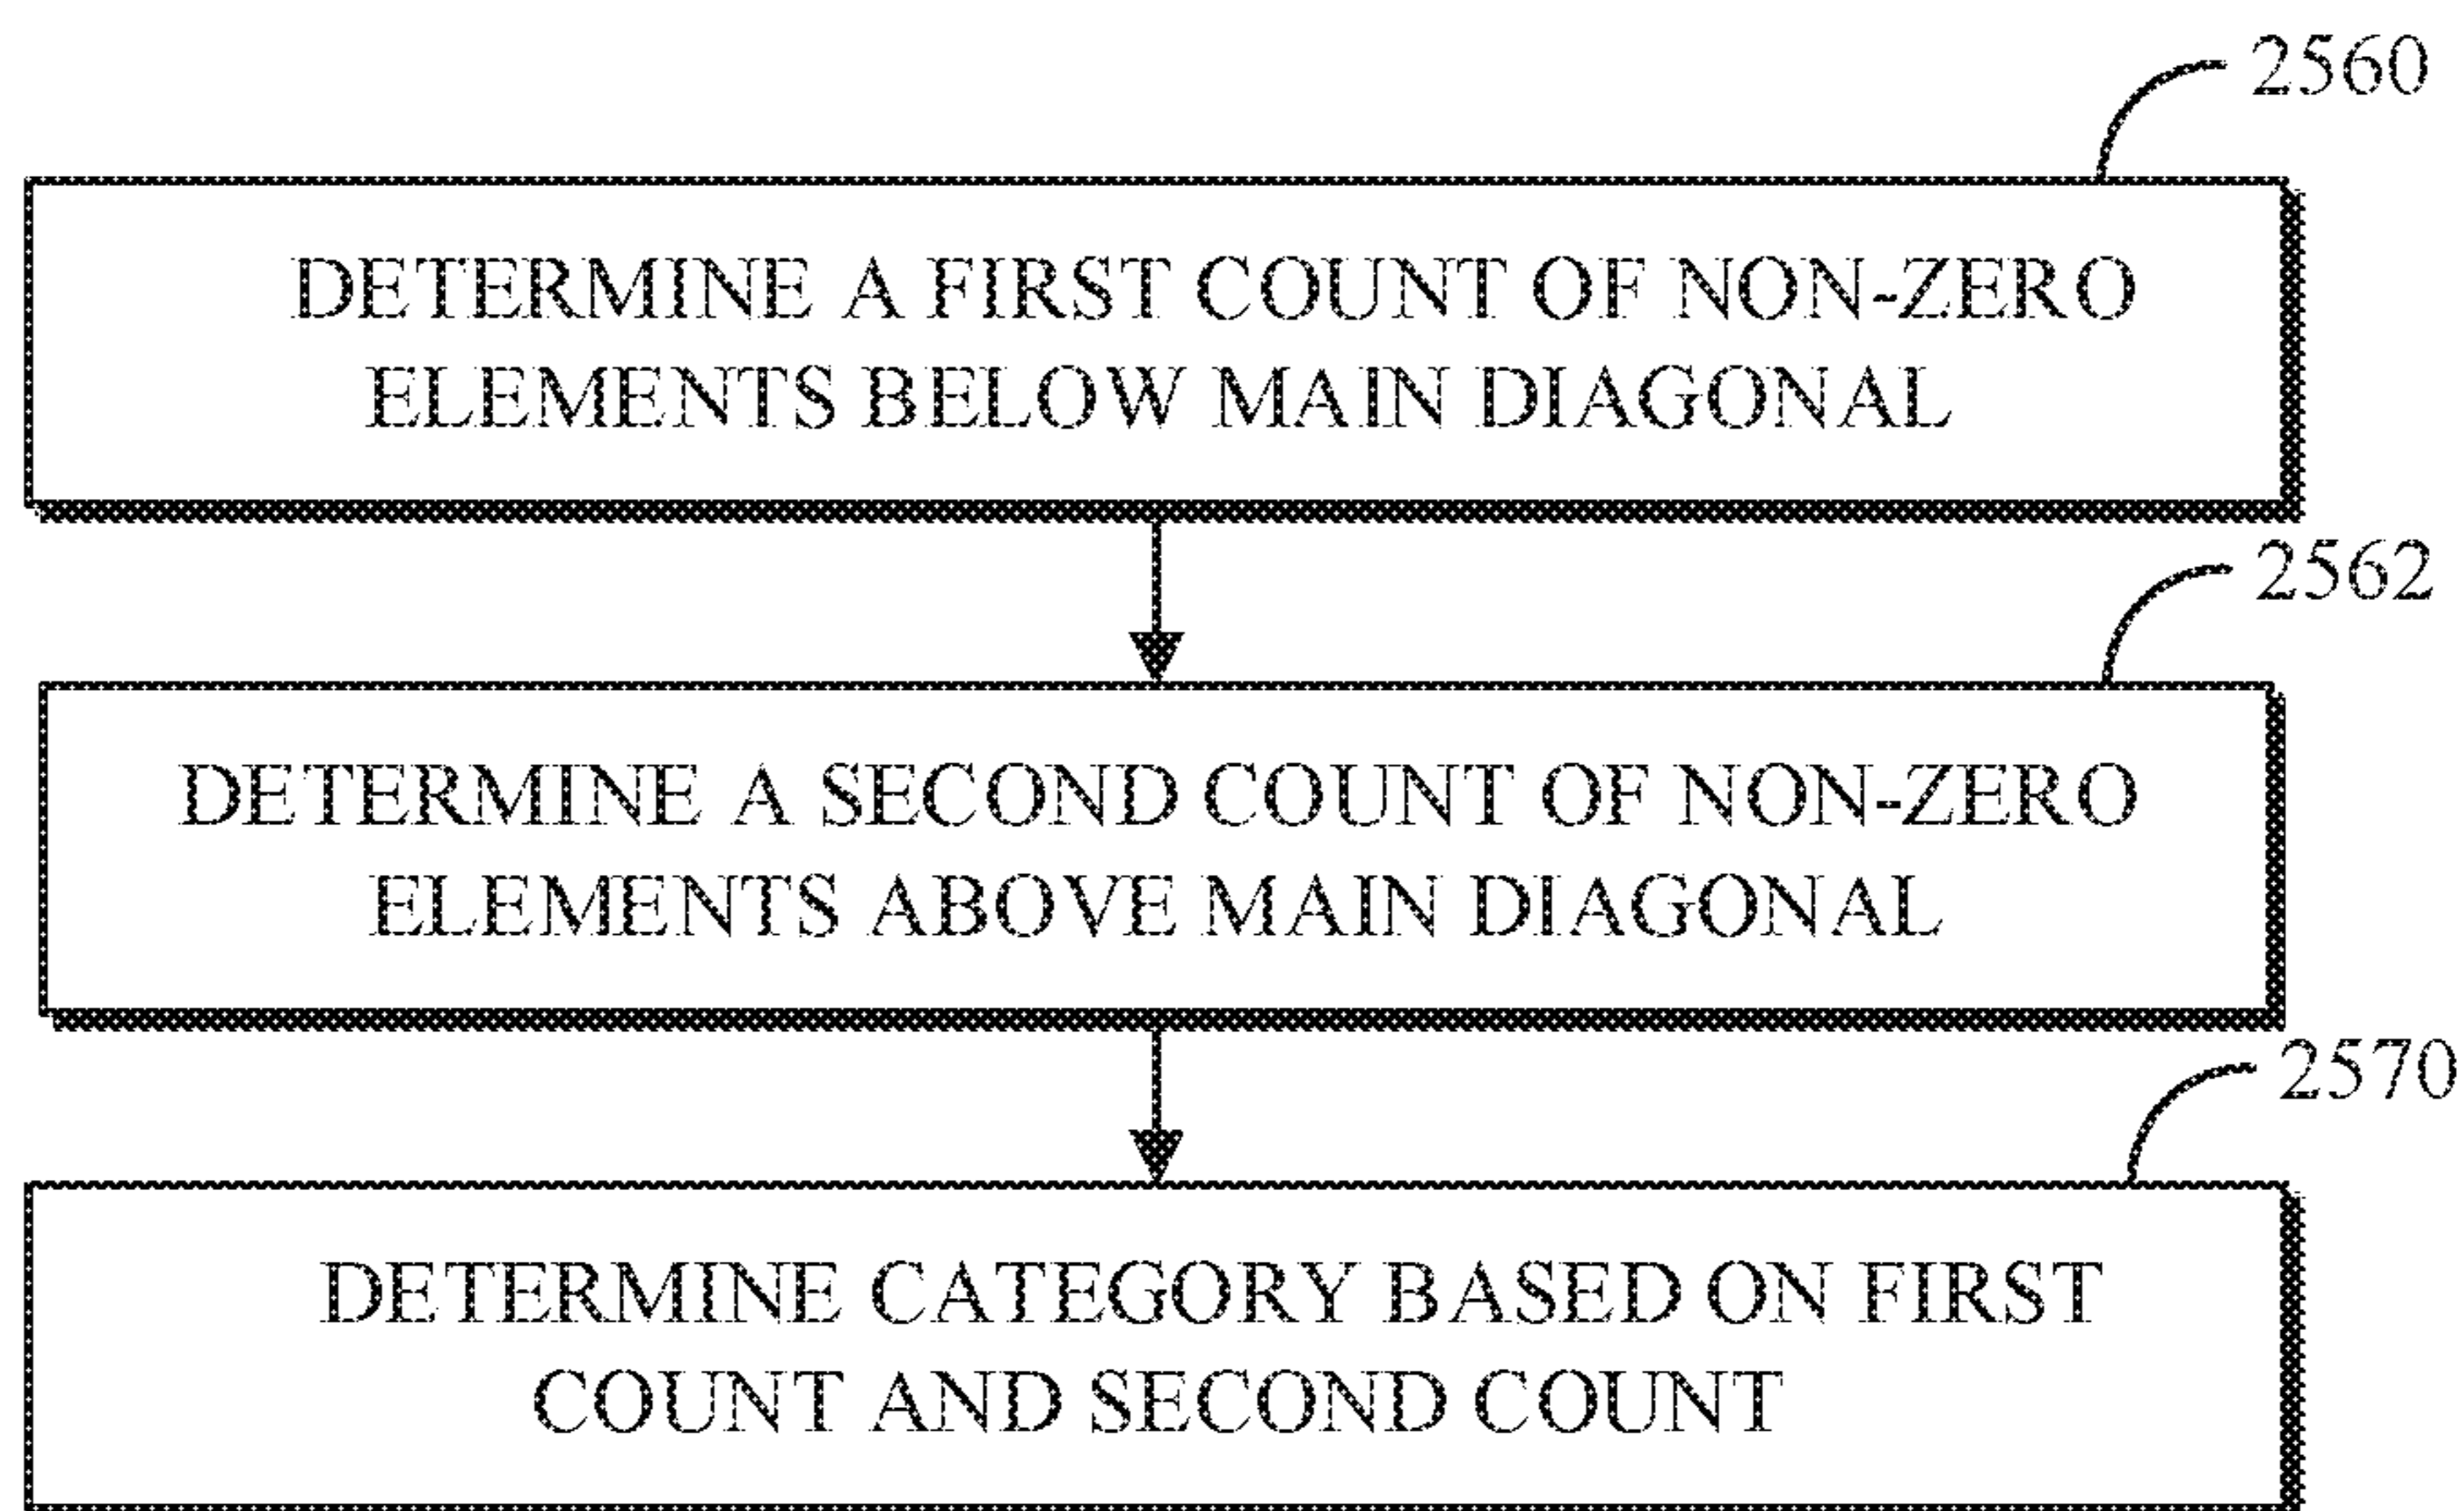 2560
DETERMINE A FIRST COUNT OF NON-ZERO
ELEMENTS BELOW MAIN DIAGONAL
2562
DETERMINE A SECOND COUNT OF NON-ZERO
ELEMENTS ABOVE MAIN DIAGONAL
2570
DETERMINE CATEGORY BASED ON FIRST
COUNT AND SECOND COUNT